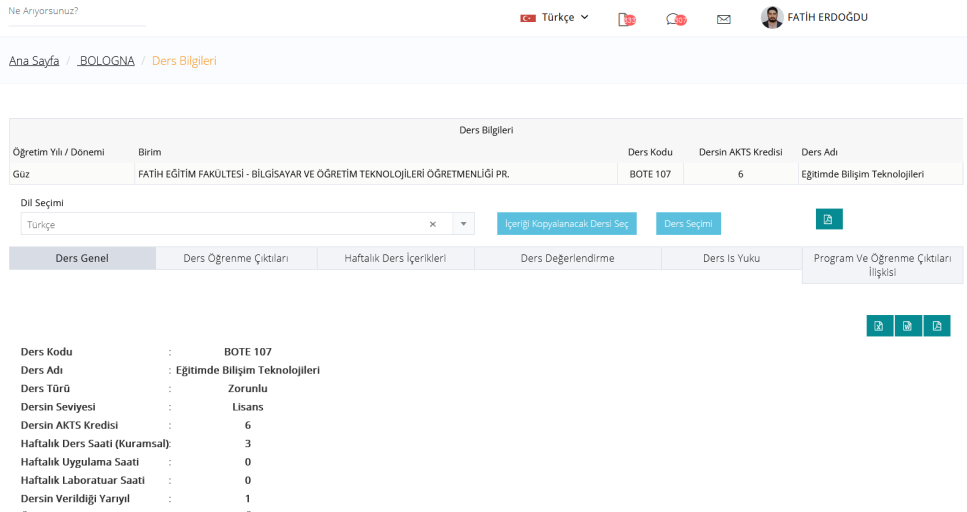 Ne Arıyorsunuz?
Türkçe
333
307
FATİH ERDOĞDU
Ana Sayfa / BOLOGNA / Ders Bilgileri
Ders Bilgileri
Öğretim Yılı / Dönemi Birim Ders Kodu Dersin AKTS Kredisi Ders Adı
Güz FATİH EĞİTİM FAKÜLTESİ - BİLGİSAYAR VE ÖĞRETİM TEKNOLOJİLERİ ÖĞRETMENLİĞİ PR. BOTE 107 6 Eğitimde Bilişim Teknolojileri
Dil Seçimi
Türkçe × İçeriği Kopyalanacak Dersi Seç Ders Seçimi
Ders Genel Ders Öğrenme Çıktıları Haftalık Ders İçerikleri Ders Değerlendirme Ders Is Yuku Program Ve Öğrenme Çıktıları
İlişkisi
Ders Kodu : BOTE 107
Ders Adı : Eğitimde Bilişim Teknolojileri
Ders Türü : Zorunlu
Dersin Seviyesi : Lisans
Dersin AKTS Kredisi : 6
Haftalık Ders Saati (Kuramsal): 3
Haftalık Uygulama Saati : 0
Haftalık Laboratuar Saati : 0
Dersin Verildiği Yarıyıl : 1